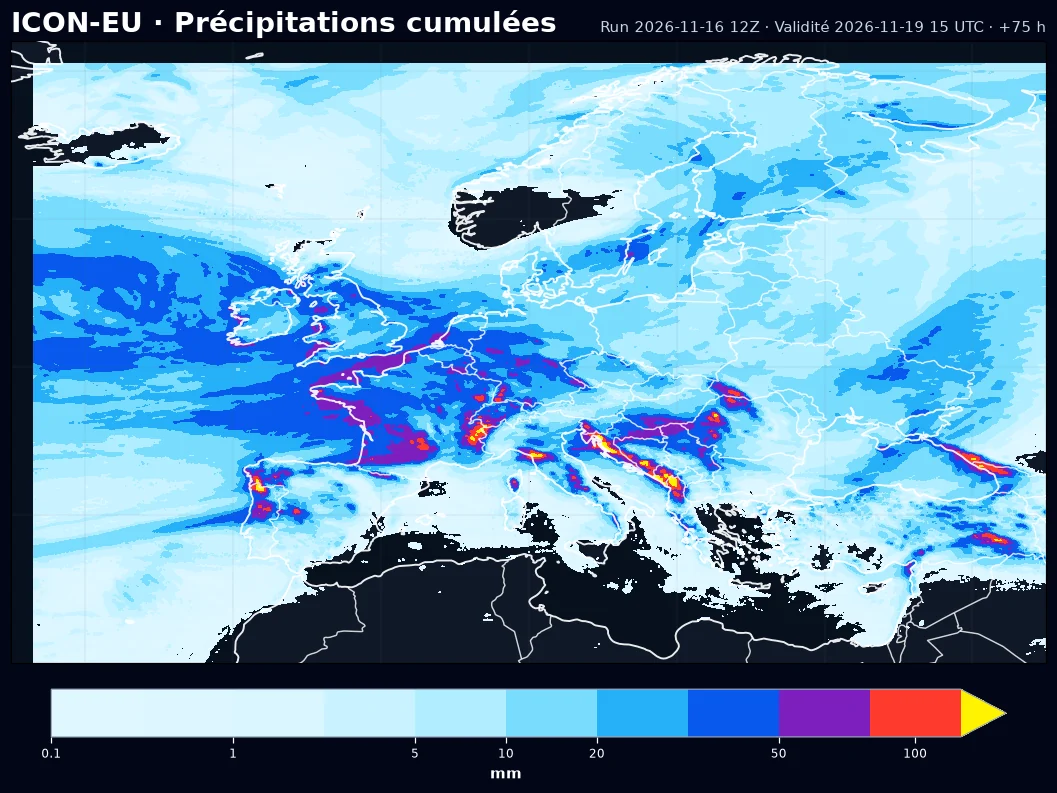 ICON-EU · Précipitations cumulées
Run 2026-11-16 12Z · Validité 2026-11-19 15 UTC · +75 h
0.1 1 5 10 20 50 100
mm